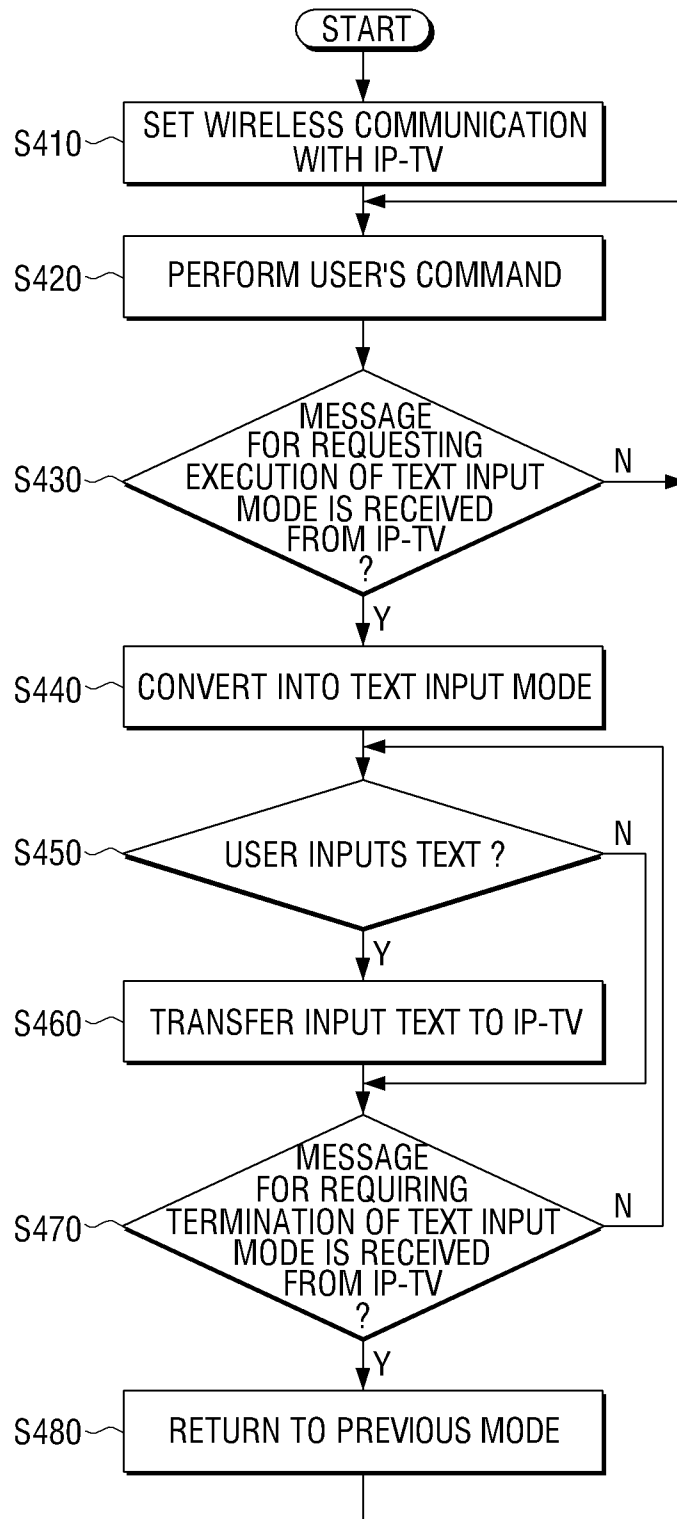 START
S410
SET WIRELESS COMMUNICATION
WITH IP-TV
S420
PERFORM USER'S COMMAND
S430
MESSAGE
FOR REQUESTING
EXECUTION OF TEXT INPUT
MODE IS RECEIVED
FROM IP-TV
?
N
Y
S440
CONVERT INTO TEXT INPUT MODE
S450
USER INPUTS TEXT ?
N
Y
S460
TRANSFER INPUT TEXT TO IP-TV
S470
MESSAGE
FOR REQUIRING
TERMINATION OF TEXT INPUT
MODE IS RECEIVED
FROM IP-TV
?
N
Y
S480
RETURN TO PREVIOUS MODE